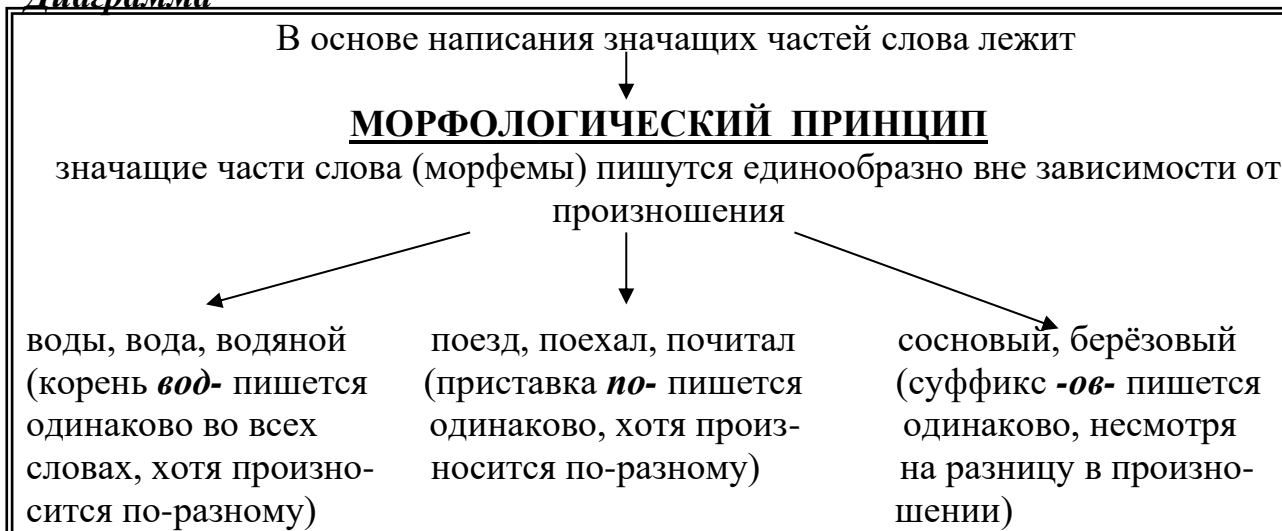 Диаграмма
В основе написания значащих частей слова лежит
МОРФОЛОГИЧЕСКИЙ ПРИНЦИП
значащие части слова (морфемы) пишутся единообразно вне зависимости от
произношения
воды, вода, водяной
(корень вод- пишется
одинаково во всех
словах, хотя произно-
сится по-разному)
поезд, поехал, почитал
(приставка по- пишется
одинаково, хотя произ-
носится по-разному)
сосновый, берёзовый
(суффикс -ов- пишется
одинаково, несмотря
на разницу в произно-
шении)